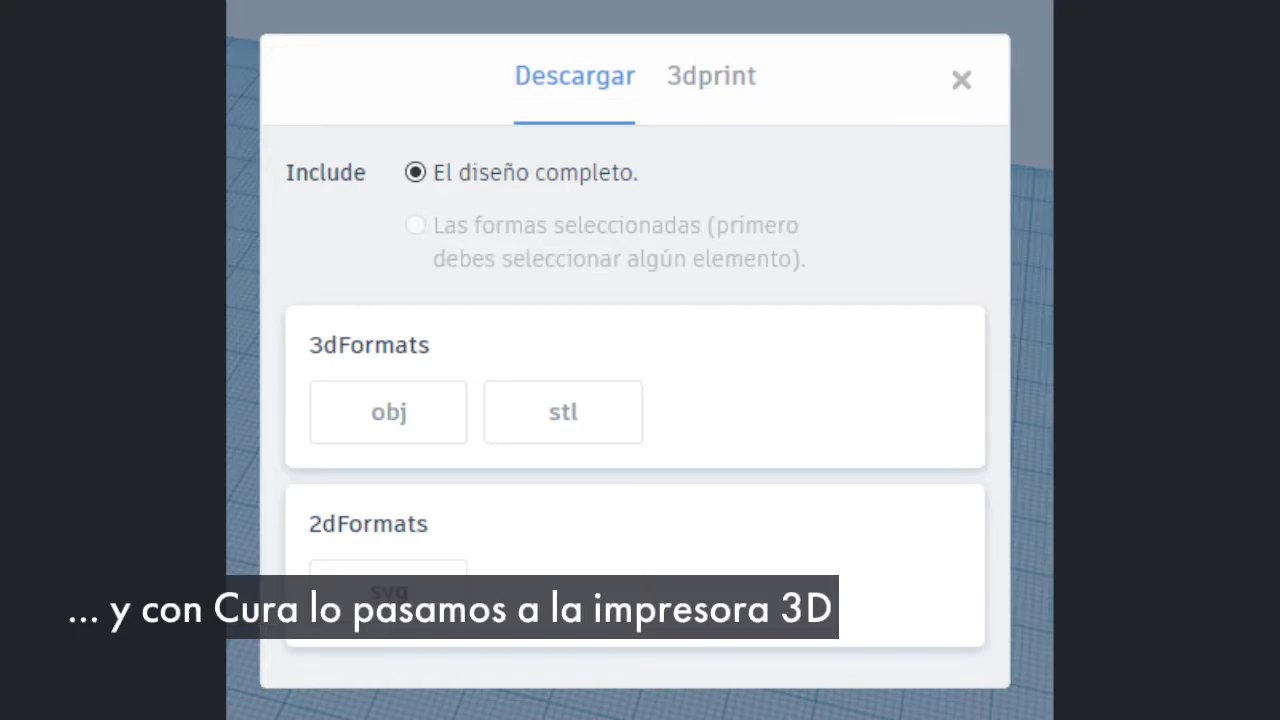 Descargar 3dprint
Include El diseño completo.
Las formas seleccionadas (primero
debes seleccionar algún elemento).
3dFormats
obj stl
2dFormats
svg
... y con Cura lo pasamos a la impresora 3D